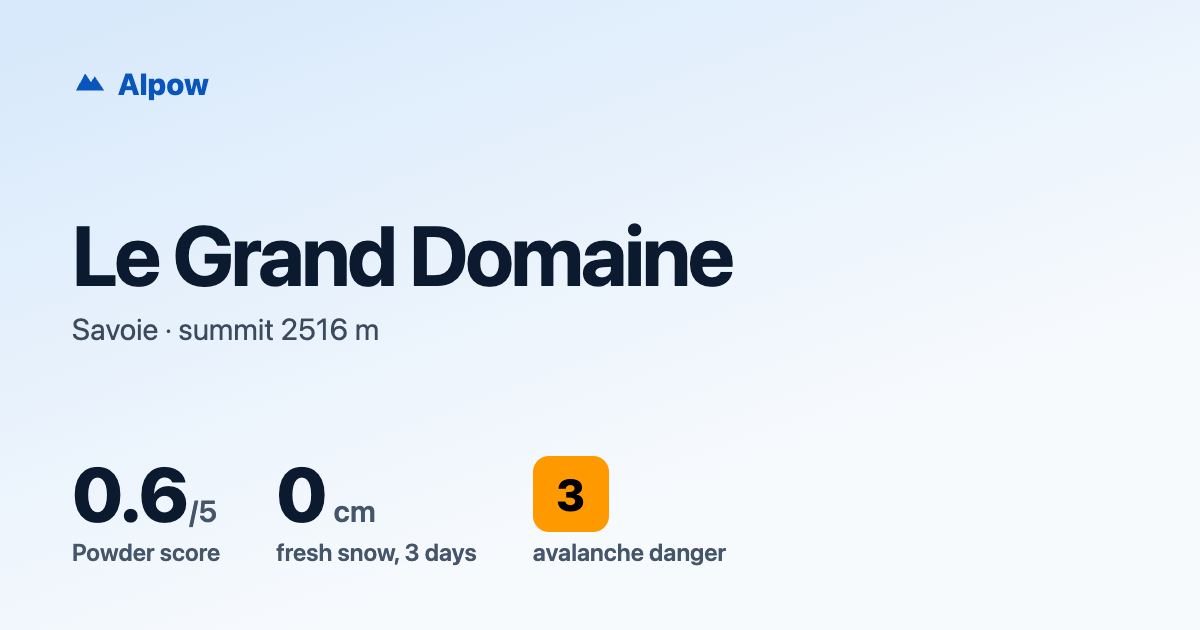 Alpow
Le Grand Domaine
Savoie · summit 2516 m
0.6/5
Powder score
0 cm
fresh snow, 3 days
3
avalanche danger